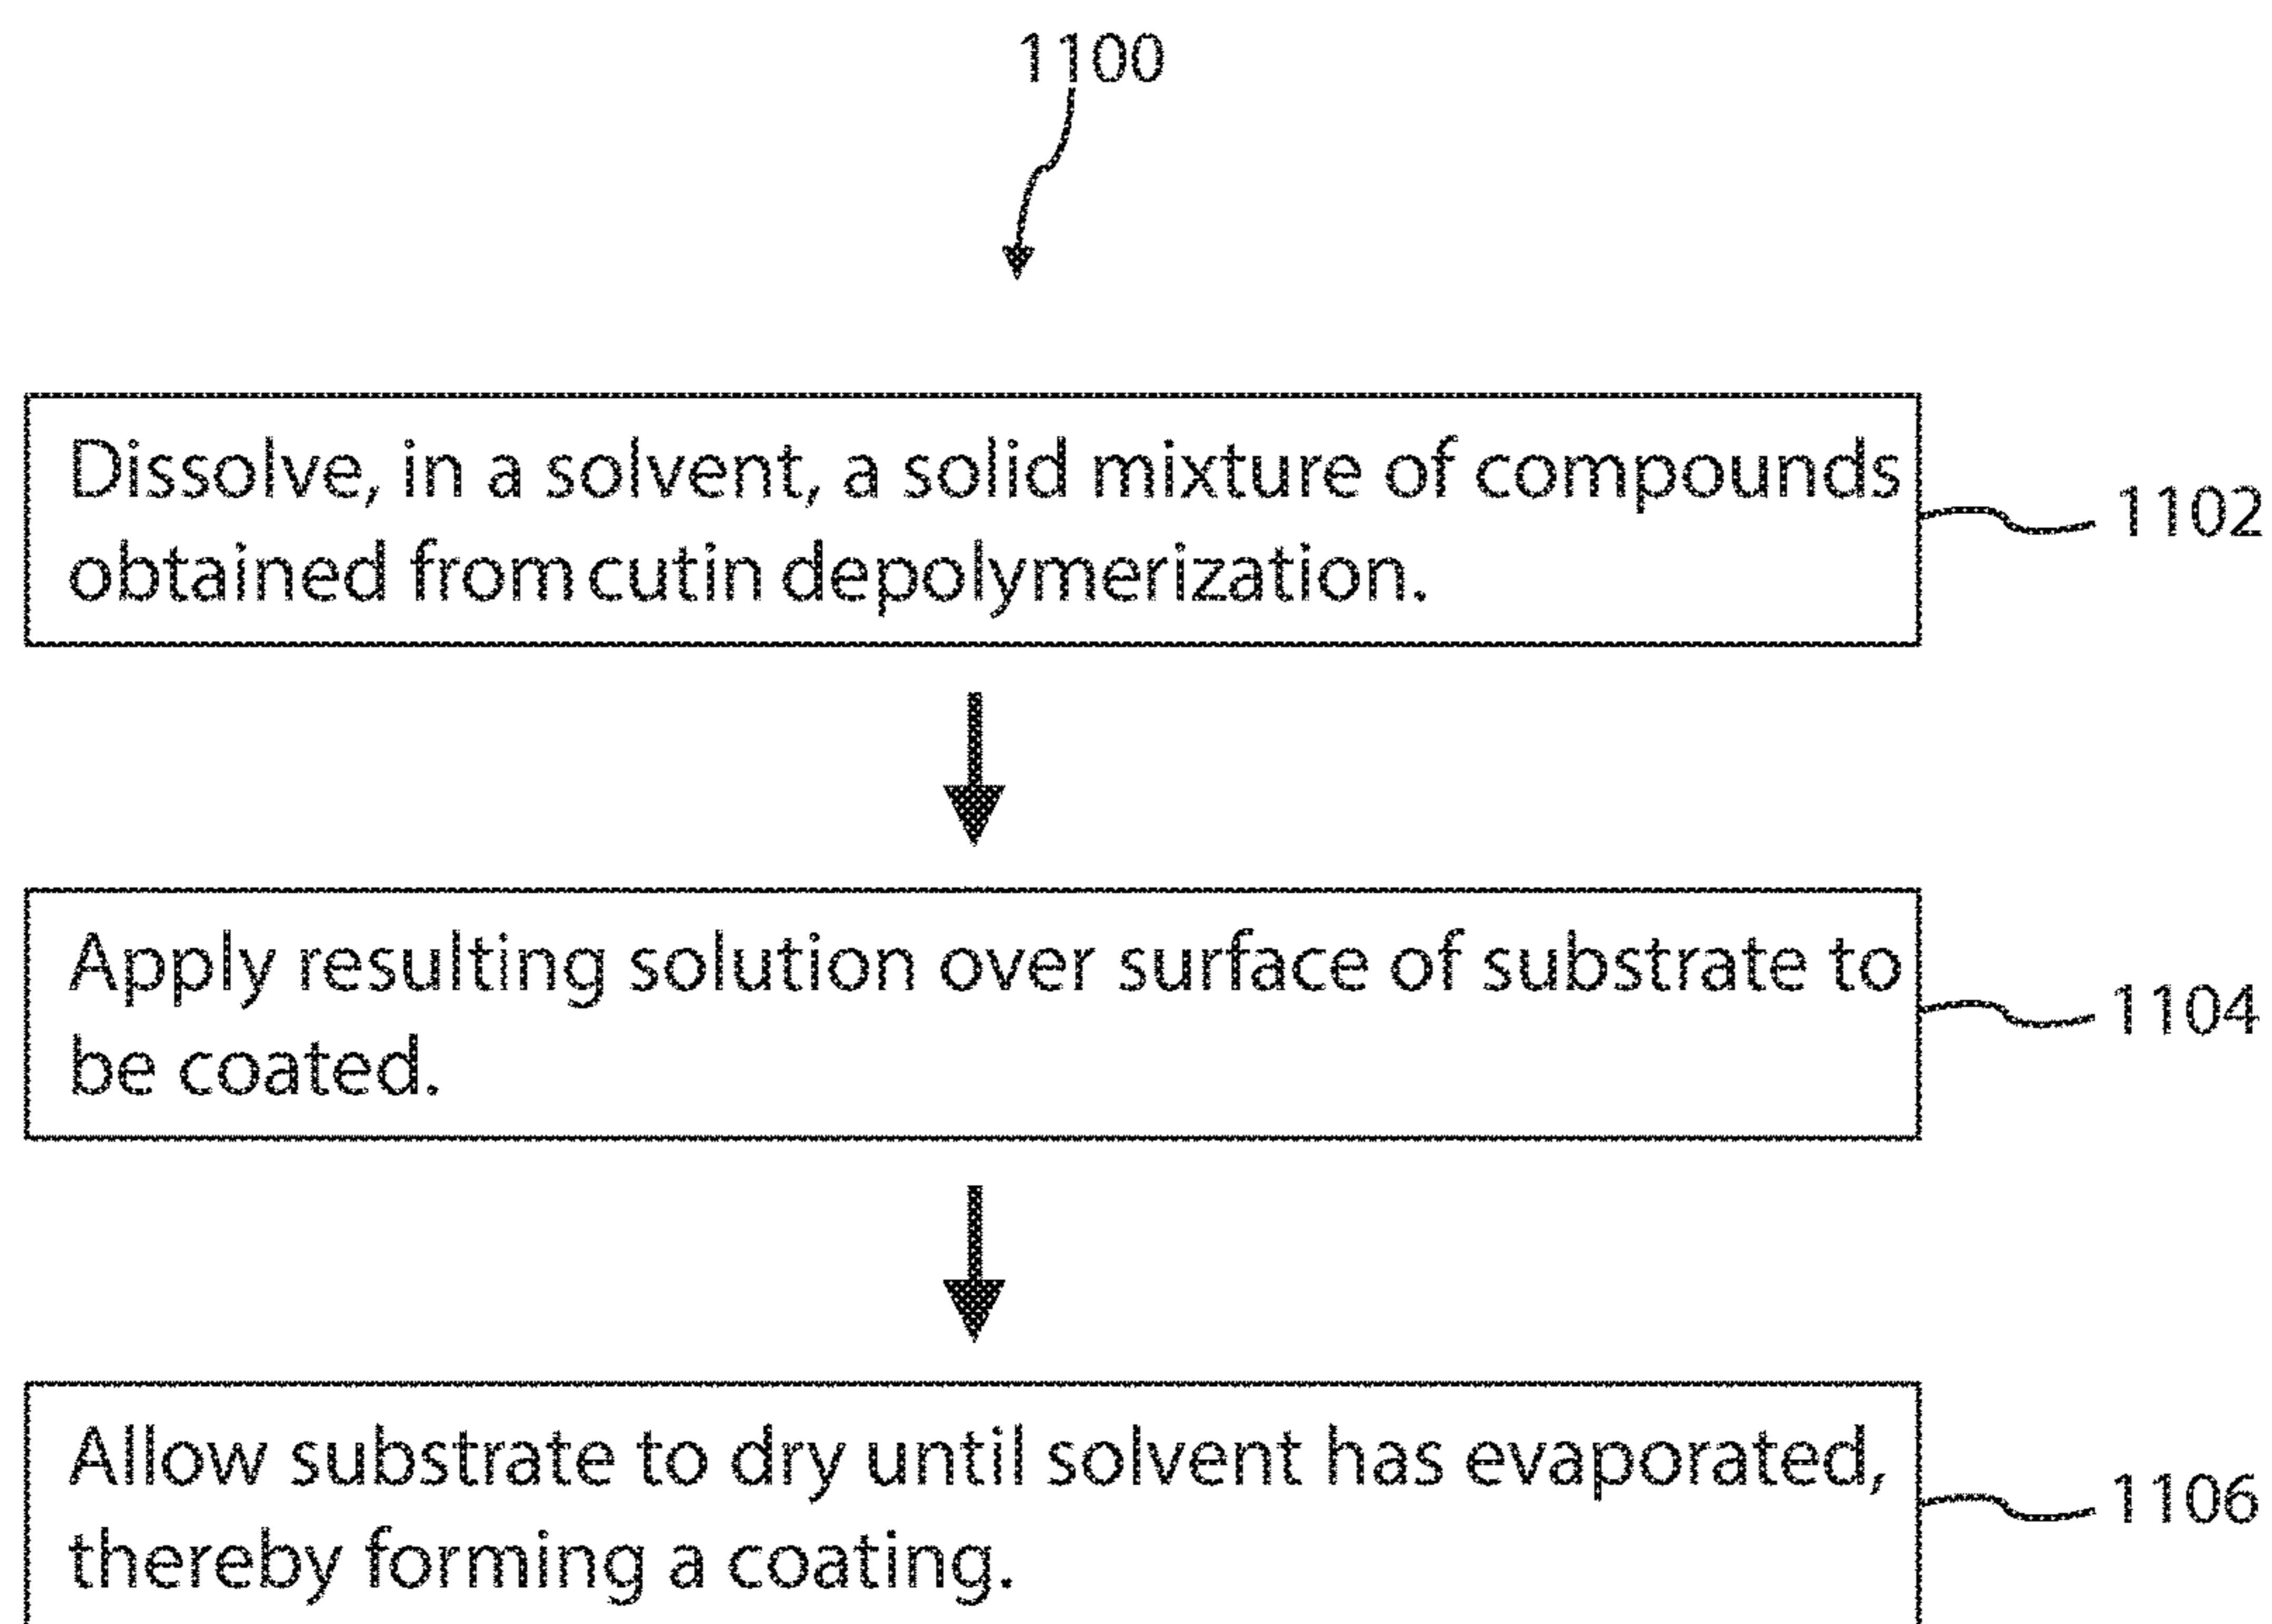 1100
Dissolve, in a solvent, a solid mixture of compounds
obtained from cutin depolymerization.
1102
Apply resulting solution over surface of substrate to
be coated.
1104
Allow substrate to dry until solvent has evaporated,
thereby forming a coating.
1106